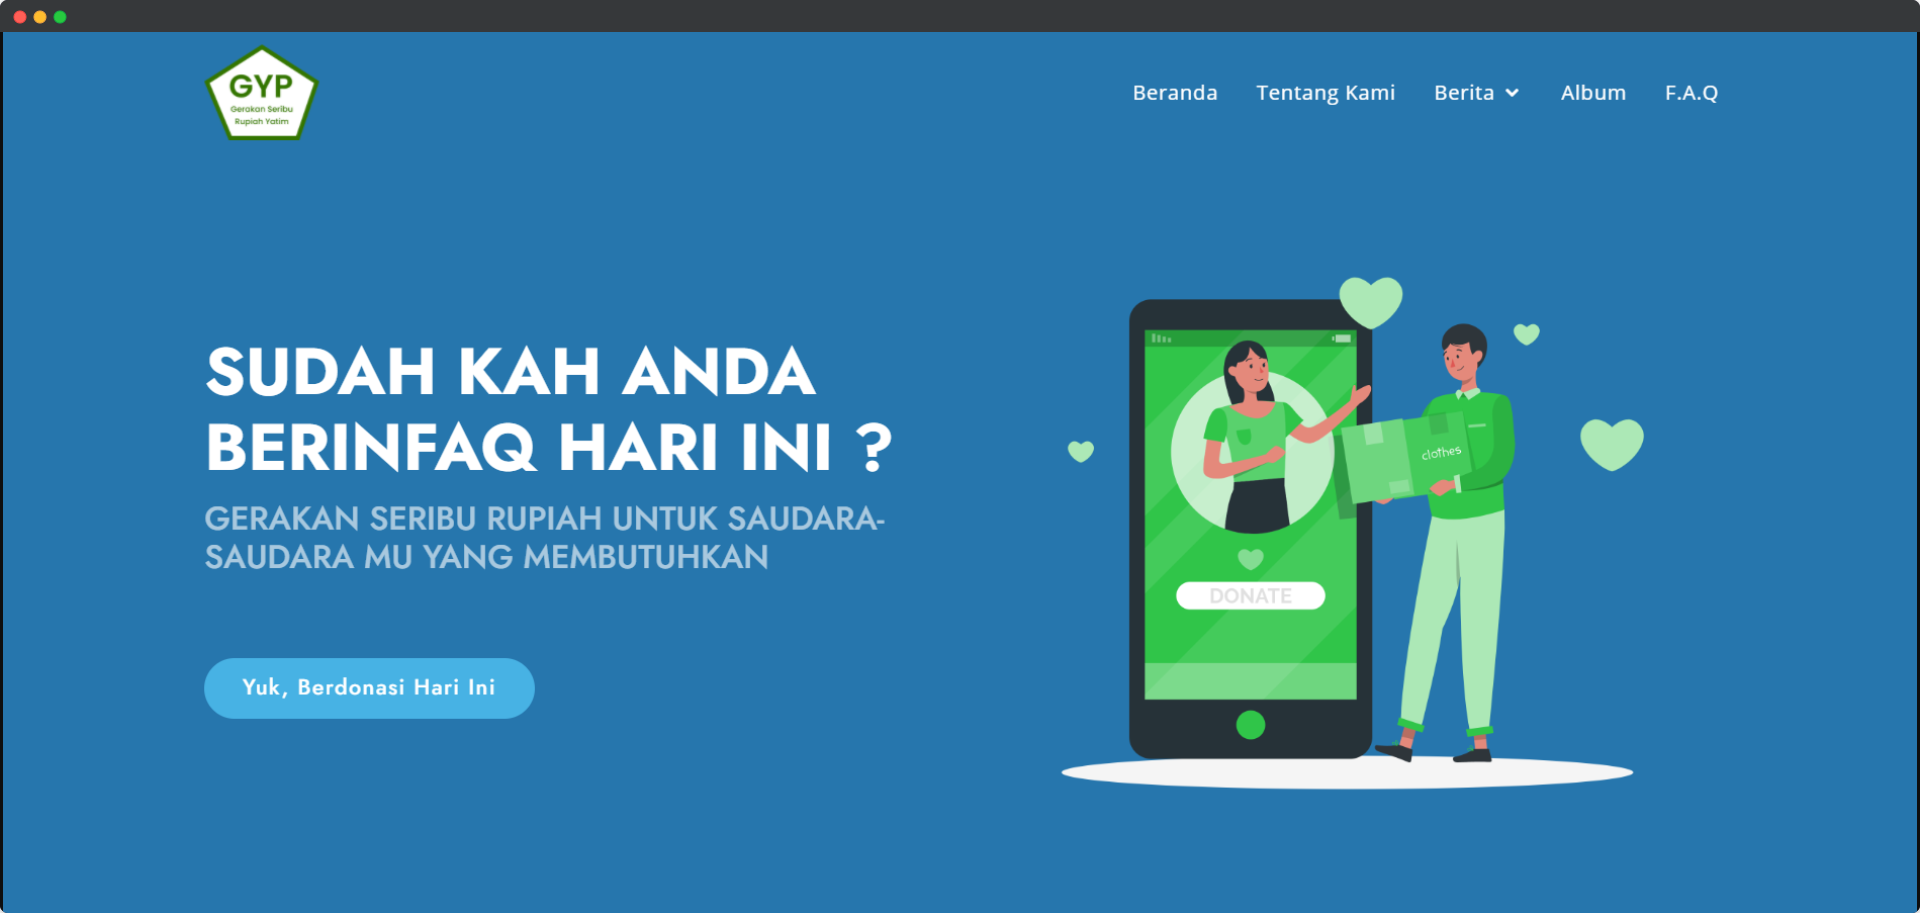 GYP
Gerakan Seribu
Rupiah Yatim
Beranda
Tentang Kami
Berita
Album
F.A.Q
SUDAH KAH ANDA
BERINFAQ HARI INI ?
GERAKAN SERIBU RUPIAH UNTUK SAUDARA-
SAUDARA MU YANG MEMBUTUHKAN
Yuk, Berdonasi Hari Ini
clothes
DONATE